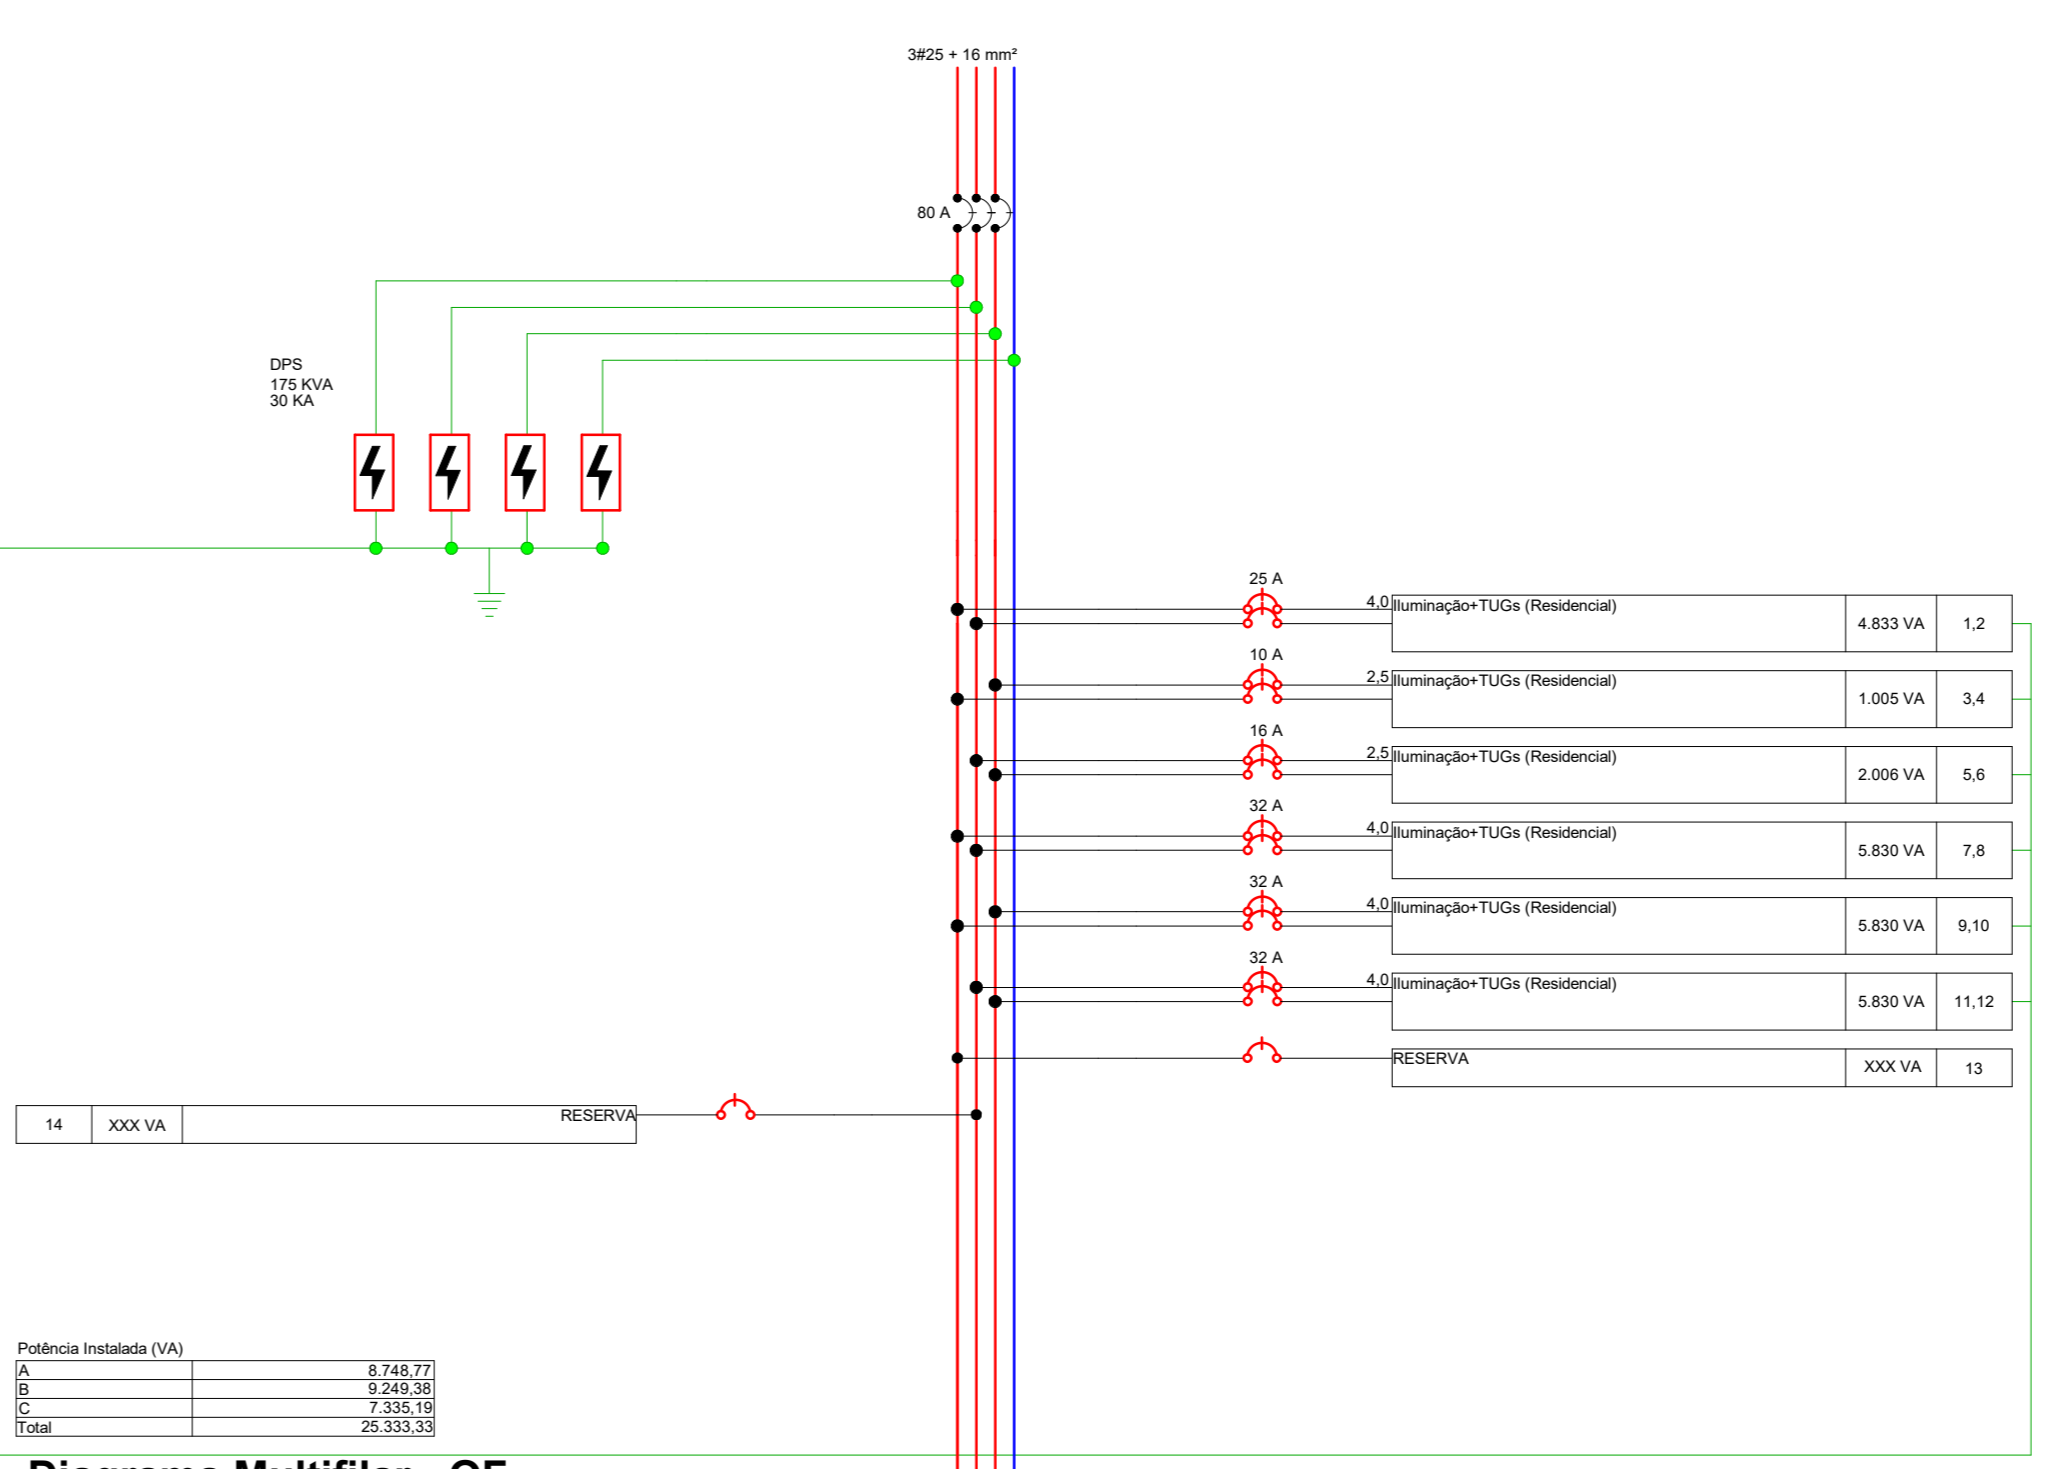 3#25 + 16 mm²
80 A
DPS
175 KVA
30 KA
25 A
4,0 Iluminação+TUGs (Residencial) 4.833 VA 1,2
10 A
2,5 Iluminação+TUGs (Residencial) 1.005 VA 3,4
16 A
2,5 Iluminação+TUGs (Residencial) 2.006 VA 5,6
32 A
4,0 Iluminação+TUGs (Residencial) 5.830 VA 7,8
32 A
4,0 Iluminação+TUGs (Residencial) 5.830 VA 9,10
32 A
4,0 Iluminação+TUGs (Residencial) 5.830 VA 11,12
RESERVA XXX VA 13
14 XXX VA RESERVA
Potência Instalada (VA)
A 8.748,77
B 9.249,38
C 7.335,19
Total 25.333,33
Diagrama Multifilar